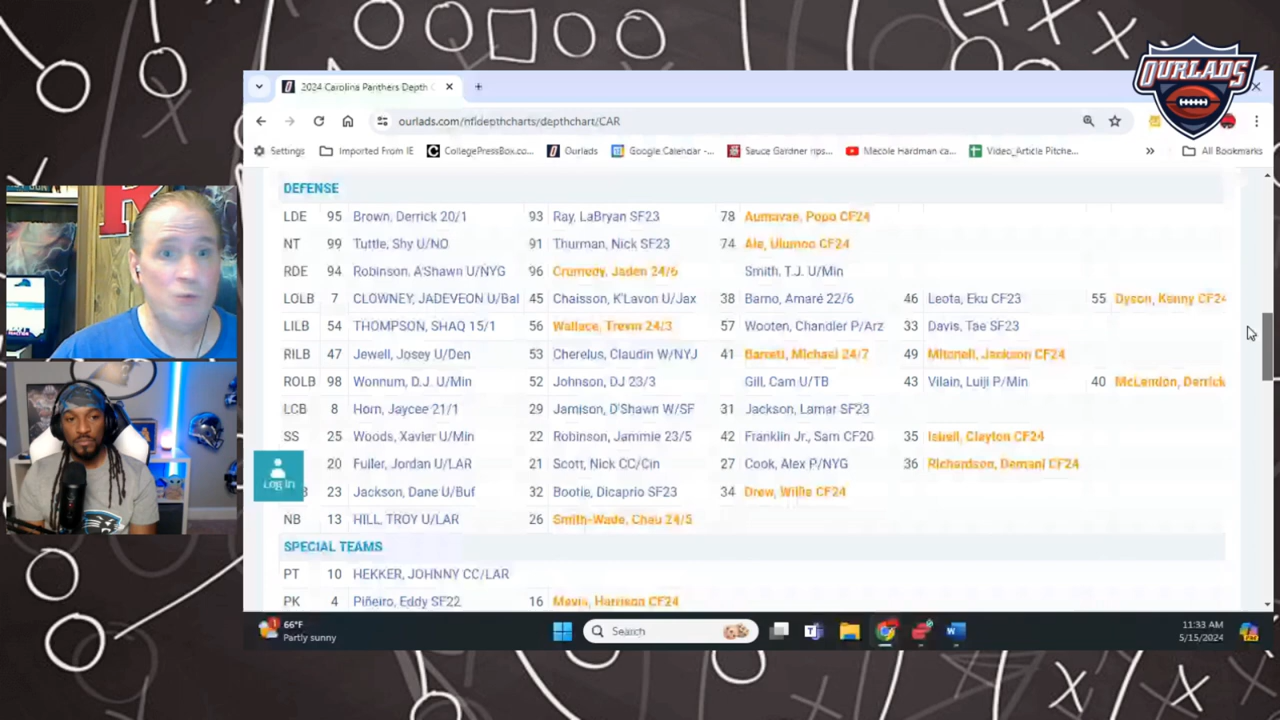 OURLADS
2024 Carolina Panthers Depth C
ourlads.com/nfldepthcharts/depthchart/CAR
Settings Imported From IE CollegePressBox.co... Ourlads Google Calendar -... Sauce Gardner rips... Mecole Hardman ca... Video_Article Pitche... » All Bookmarks
DEFENSE
LDE 95 Brown, Derrick 20/1 93 Ray, LaBryan SF23 78 Aumavae, Popo CF24
NT 99 Tuttle, Shy U/NO 91 Thurman, Nick SF23 74 Ale, Ulumoo CF24
RDE 94 Robinson, A'Shawn U/NYG 96 Crumedy, Jaden 24/6 Smith, T.J. U/Min
LOLB 7 CLOWNEY, JADEVEON U/Bal 45 Chaisson, K'Lavon U/Jax 38 Barno, Amaré 22/6 46 Leota, Eku CF23 55 Dyson, Kenny CF24
LILB 54 THOMPSON, SHAQ 15/1 56 Wallace, Trevin 24/3 57 Wooten, Chandler P/Arz 33 Davis, Tae SF23
RILB 47 Jewell, Josey U/Den 53 Cherelus, Claudin W/NYJ 41 Barrett, Michael 24/7 49 Mitchell, Jackson CF24
ROLB 98 Wonnum, D.J. U/Min 52 Johnson, DJ 23/3 Gill, Cam U/TB 43 Vilain, Luiji P/Min 40 McLendon, Derrick
LCB 8 Horn, Jaycee 21/1 29 Jamison, D'Shawn W/SF 31 Jackson, Lamar SF23
SS 25 Woods, Xavier U/Min 22 Robinson, Jammie 23/5 42 Franklin Jr., Sam CF20 35 Isbell, Clayton CF24
20 Fuller, Jordan U/LAR 21 Scott, Nick CC/Cin 27 Cook, Alex P/NYG 36 Richardson, Demani CF24
23 Jackson, Dane U/Buf 32 Bootle, Dicaprio SF23 34 Drew, Willie CF24
Log In
NB 13 HILL, TROY U/LAR 26 Smith-Wade, Chau 24/5
SPECIAL TEAMS
PT 10 HEKKER, JOHNNY CC/LAR
PK 4 Piñeiro, Eddy SF22 16 Mevis, Harrison CF24
66°F
Partly sunny
Search
11:33 AM
5/15/2024